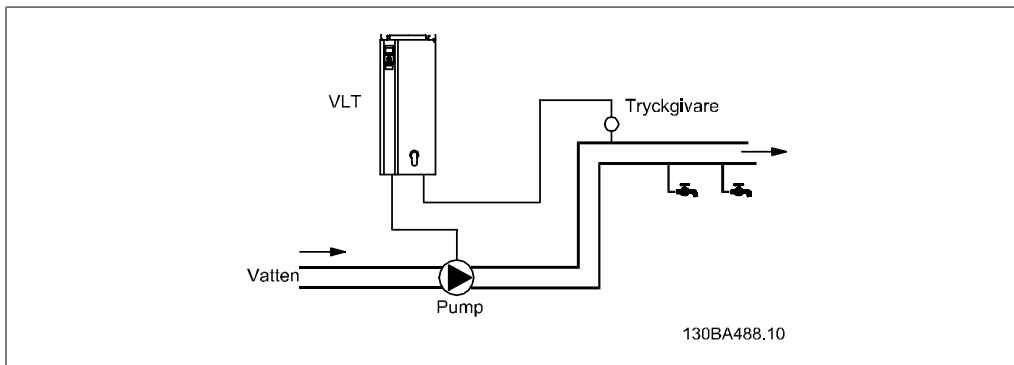 VLT
Tryckgivare
Vatten
Pump
130BA488.10